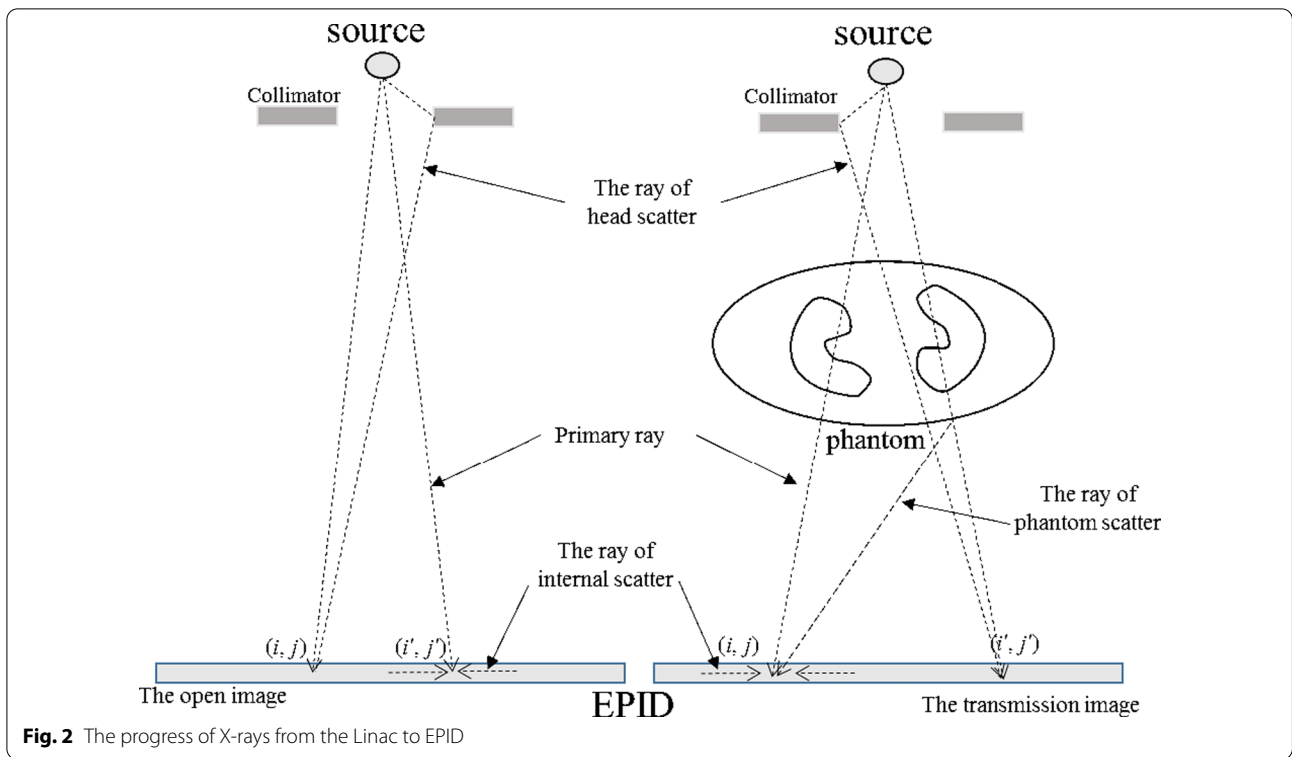 source
source
Collimator
Collimator
The ray of
head scatter
phantom
Primary ray
The ray of
phantom scatter
The ray of
internal scatter
(i, j)
(i', j')
(i, j)
(i', j')
The open image
EPID
The transmission image
Fig. 2 The progress of X-rays from the Linac to EPID